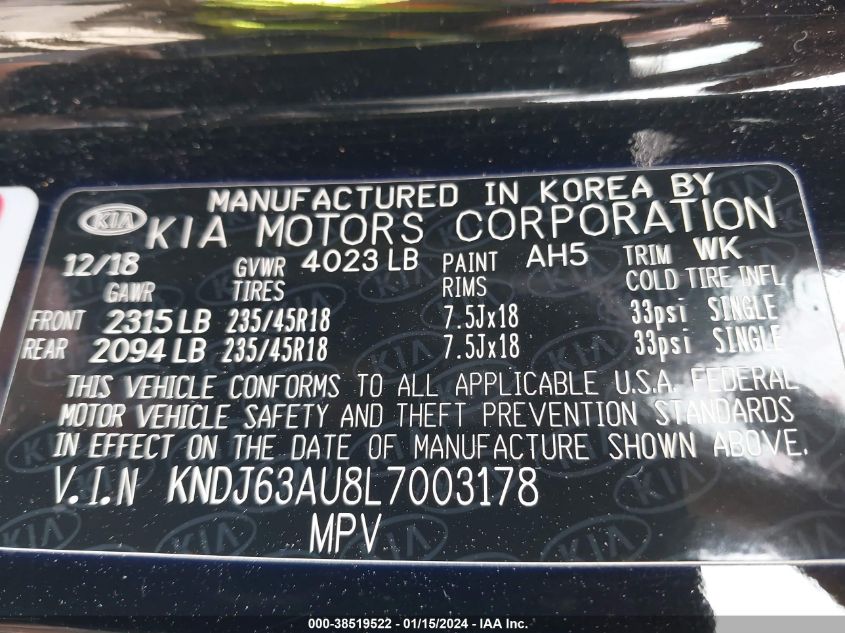 MANUFACTURED IN KOREA BY
KIA KIA MOTORS CORPORATION
12/18 GVWR 4023 LB PAINT AH5 TRIM WK
GAWR TIRES RIMS COLD TIRE INFL
FRONT 2315 LB 235/45R18 7.5Jx18 33psi SINGLE
REAR 2094 LB 235/45R18 7.5Jx18 33psi SINGLE
THIS VEHICLE CONFORMS TO ALL APPLICABLE U.S.A. FEDERAL
MOTOR VEHICLE SAFETY AND THEFT PREVENTION STANDARDS
IN EFFECT ON THE DATE OF MANUFACTURE SHOWN ABOVE.
V.I.N KNDJ63AU8L7003178
MPV
000-38519522 - 01/15/2024 - IAA Inc.